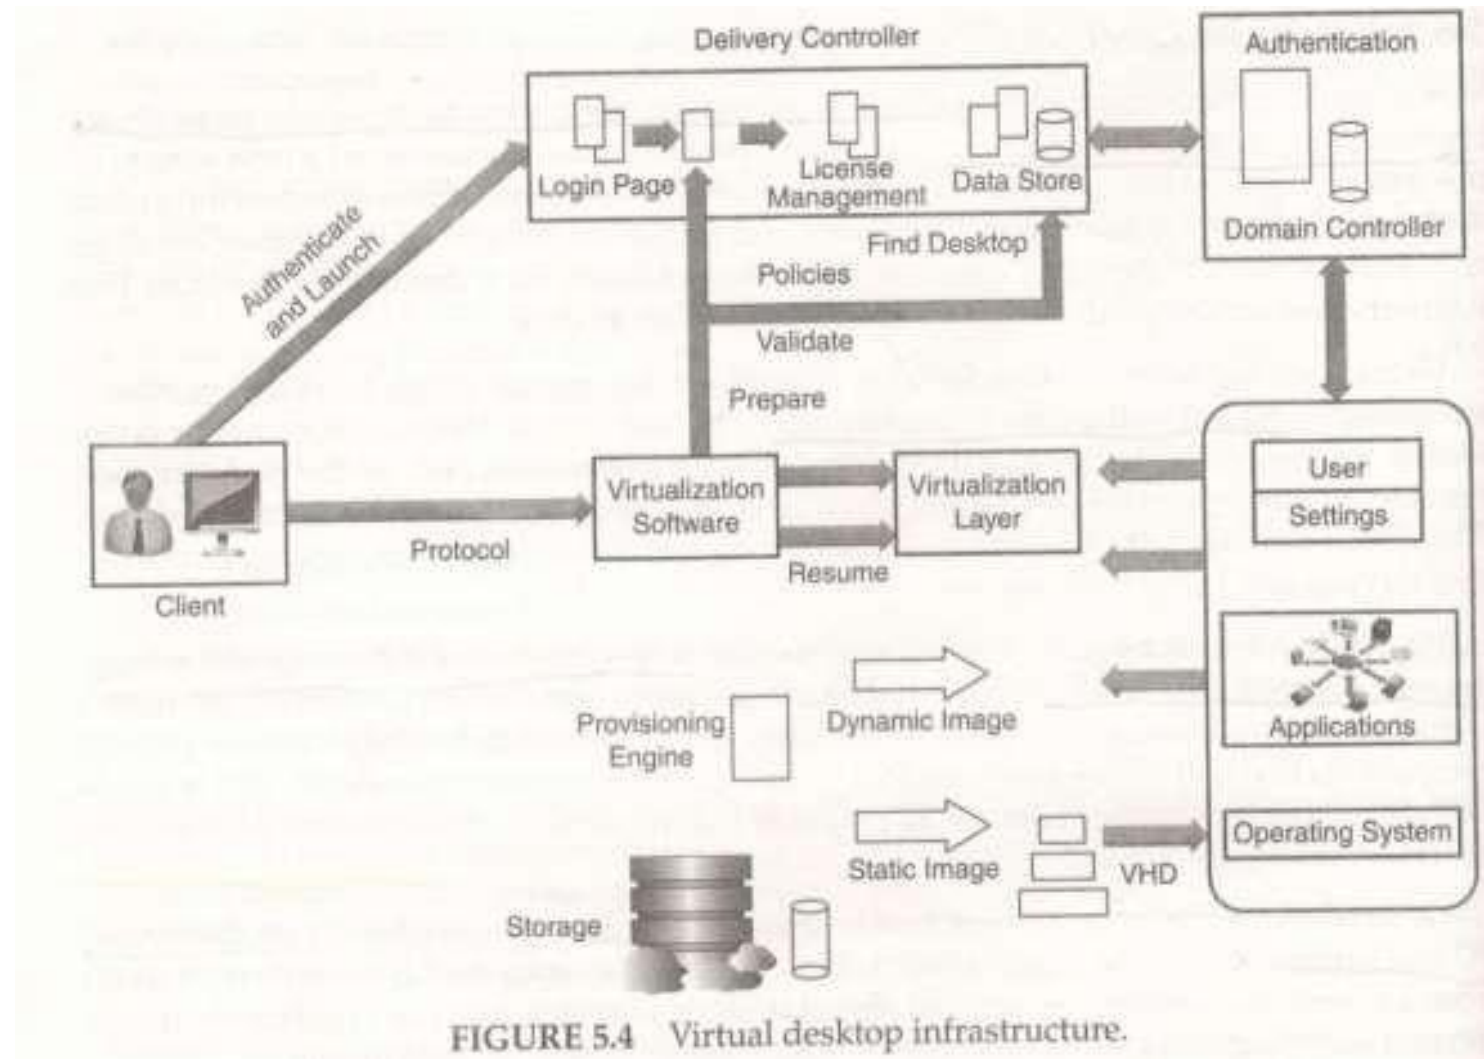 Delivery Controller
Authentication
Login Page
License
Management
Data Store
Domain Controller
Authenticate
and Launch
Find Desktop
Policies
Validate
Prepare
User
Settings
Virtualization
Software
Virtualization
Layer
Protocol
Resume
Client
Provisioning
Engine
Dynamic Image
Applications
Static Image
VHD
Operating System
Storage
FIGURE 5.4 Virtual desktop infrastructure.